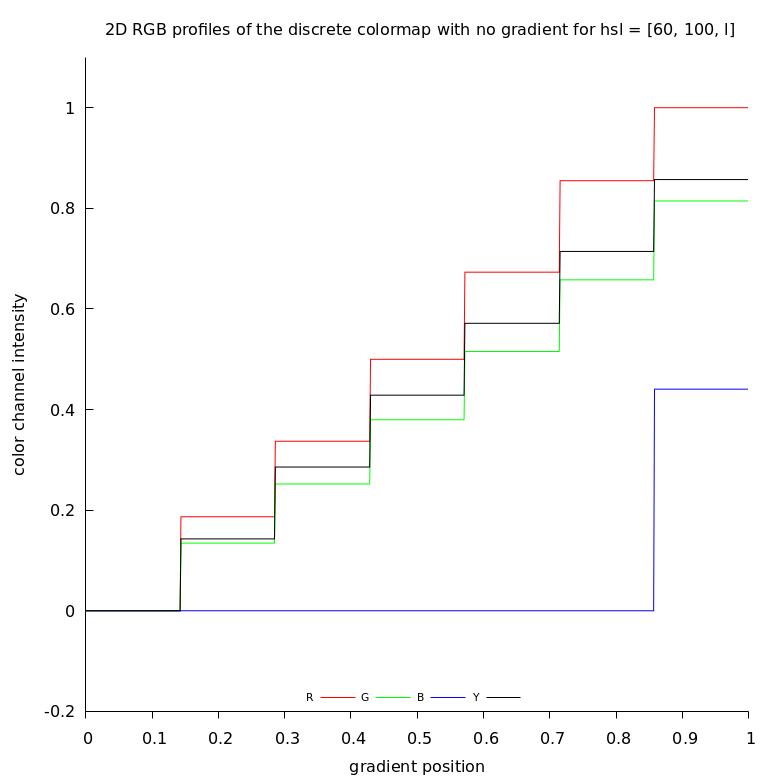 2D RGB profiles of the discrete colormap with no gradient for hsl = [60, 100, l]
1
0.8
0.6
0.4
0.2
0
-0.2
color channel intensity
R G B Y
0 0.1 0.2 0.3 0.4 0.5 0.6 0.7 0.8 0.9 1
gradient position